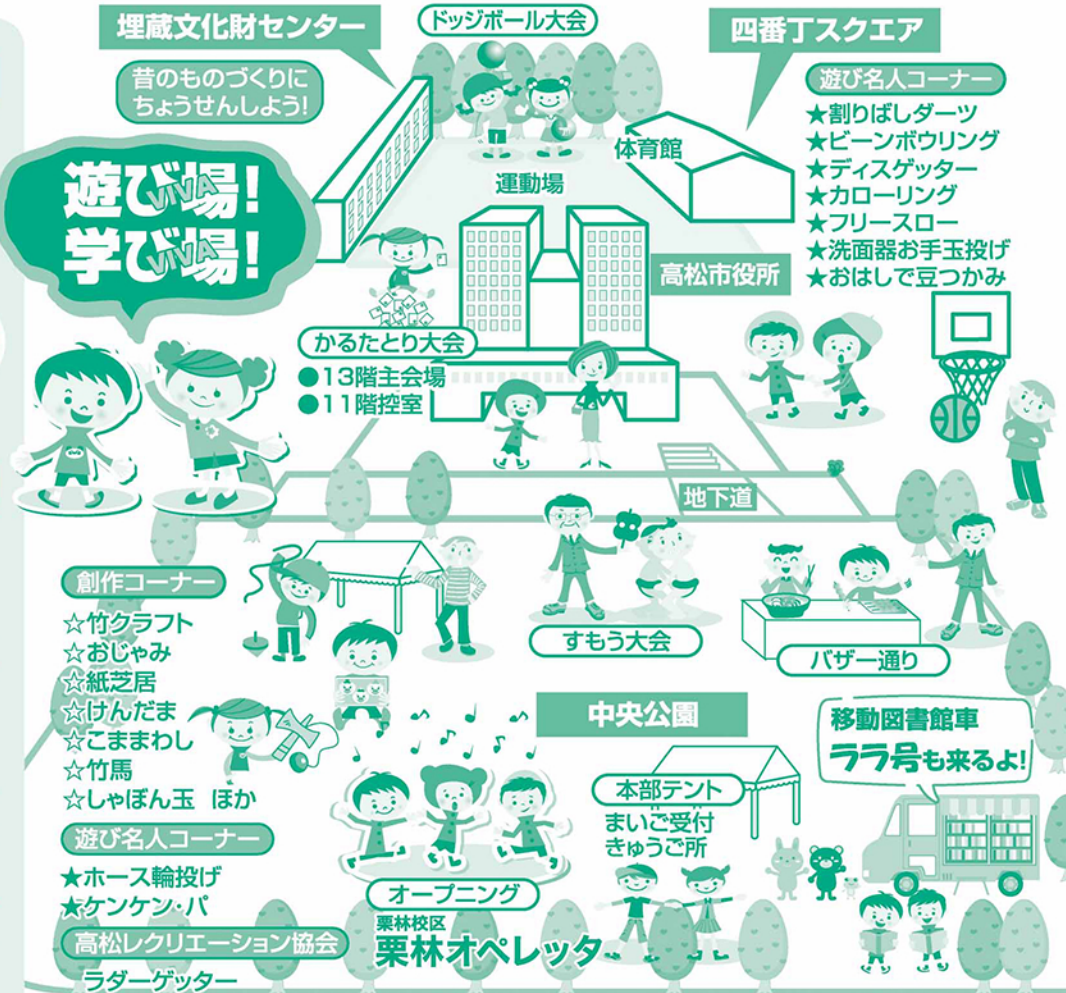 埋蔵文化財センター
昔のものづくりに
ちょうせんしよう!
ドッジボール大会
四番丁スクエア
遊び名人コーナー
★割りばしダーツ
★ビーンボウリング
★ディスゲッター
★カローリング
★フリースロー
★洗面器お手玉投げ
★おはしで豆つかみ
遊び場!
VIVA
学び場!
VIVA
体育館
運動場
高松市役所
かるたとり大会
●13階主会場
●11階控室
地下道
創作コーナー
☆竹クラフト
☆おじゃみ
☆紙芝居
☆けんだま
☆こままわし
☆竹馬
☆しゃぼん玉 ほか
すもう大会
バザー通り
中央公園
移動図書館車
ララ号も来るよ!
本部テント
まいご受付
きゅうご所
遊び名人コーナー
★ホース輪投げ
★ケンケン・パ
高松レクリエーション協会
ラダーゲッター
オープニング
栗林校区
栗林オペレッタ